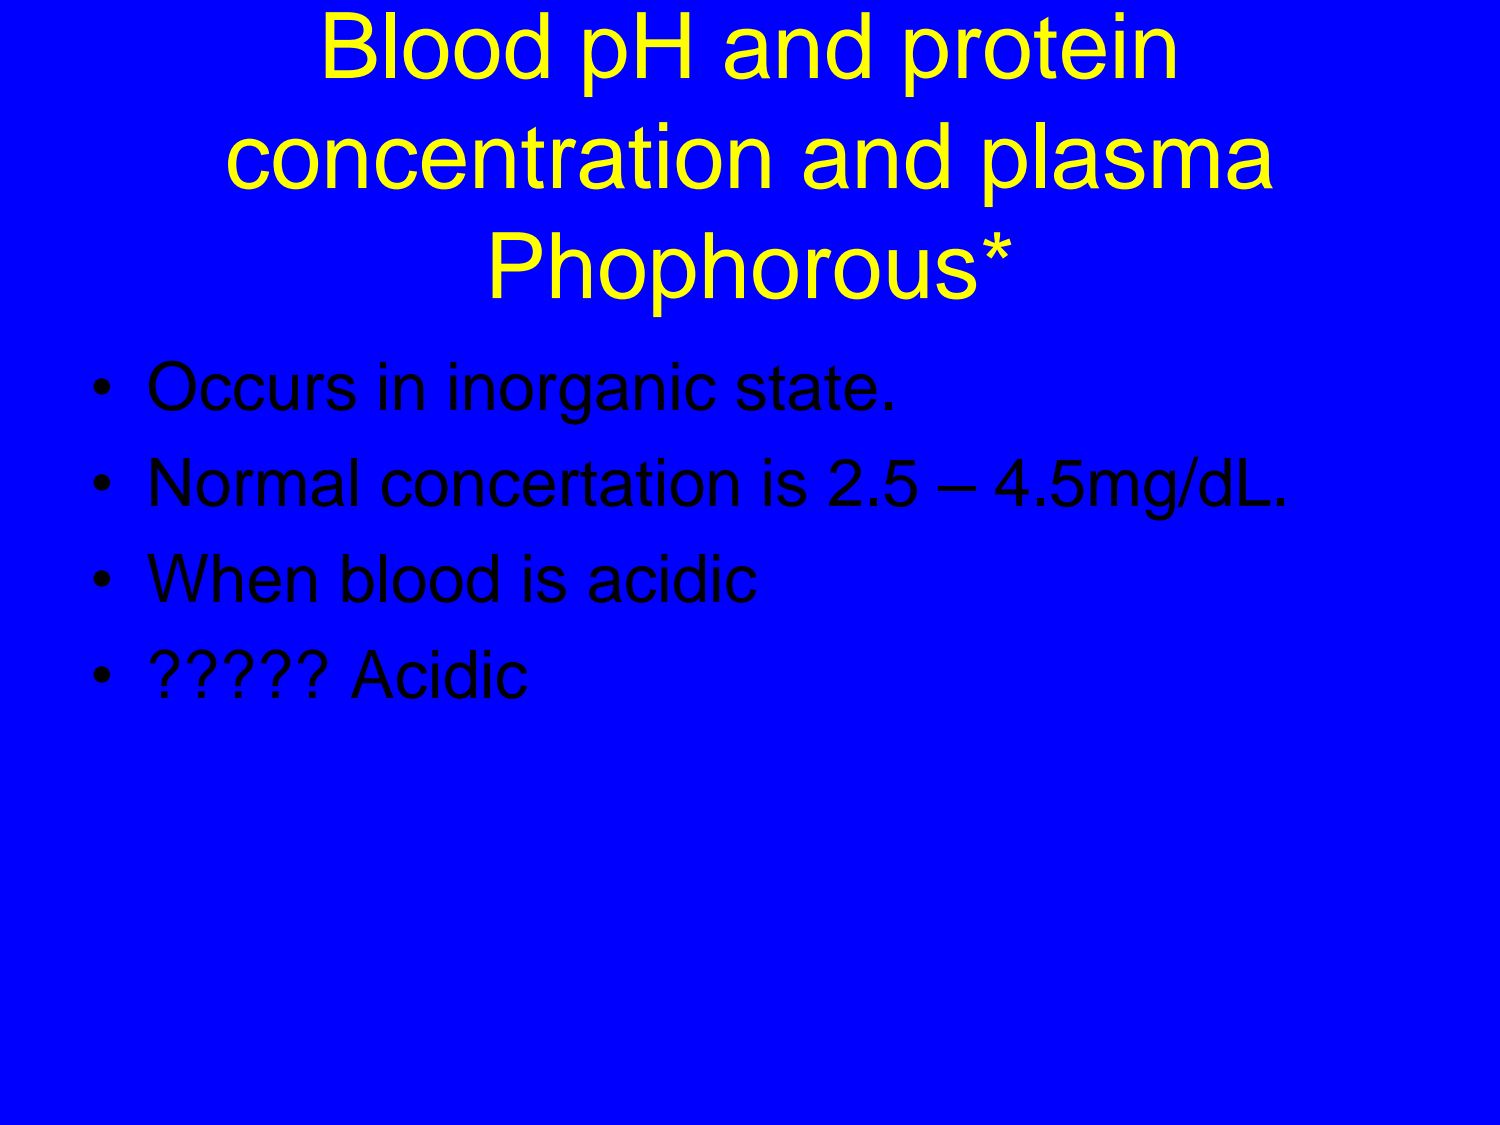 Blood pH and protein
concentration and plasma
Phophorous*
• Occurs in inorganic state.
• Normal concertation is 2.5 – 4.5mg/dL.
• When blood is acidic
• ????? Acidic